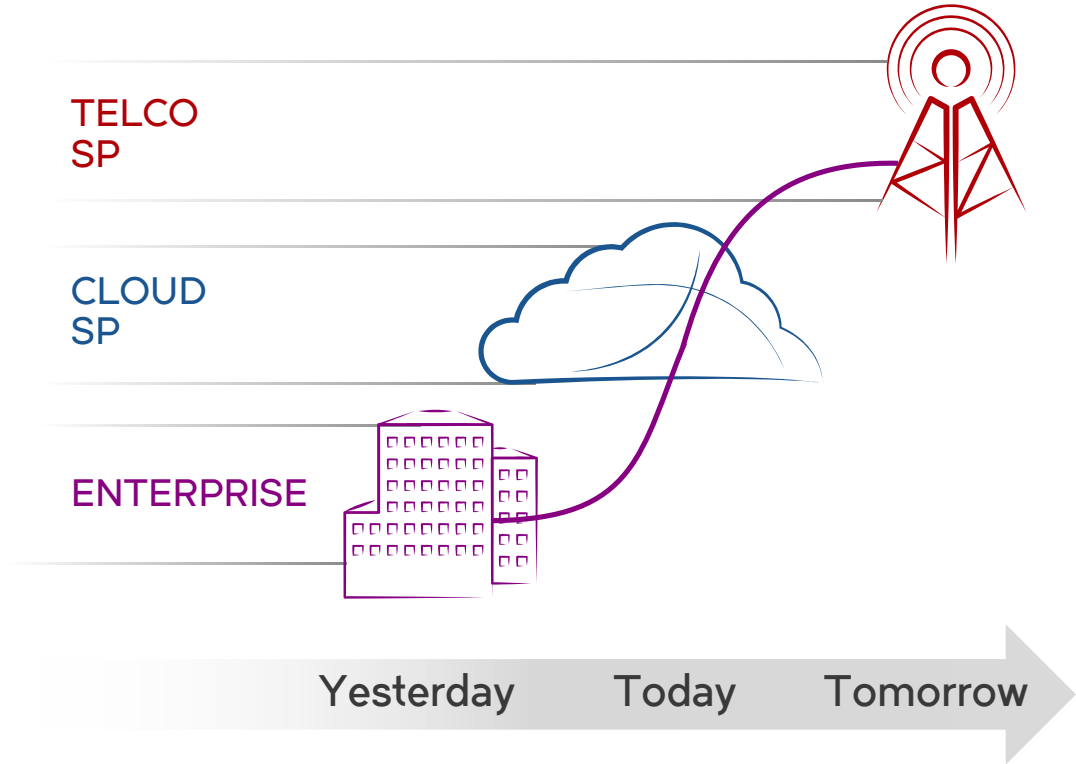 TELCO
SP
CLOUD
SP
ENTERPRISE
Yesterday Today Tomorrow